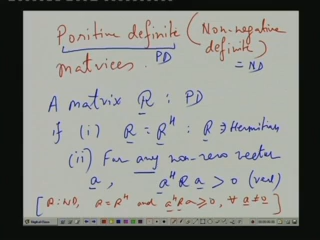 Positive definite (Non-negative
definite)
matrices. PD = ND
A matrix R : PD
if (i) R = R^H : R → Hermitian
(ii) For any non-zero vector
a, a^H R a > 0 (real)
[R: ND, R = R^H and a^H R a ≥ 0, ∀ a ≠ 0]